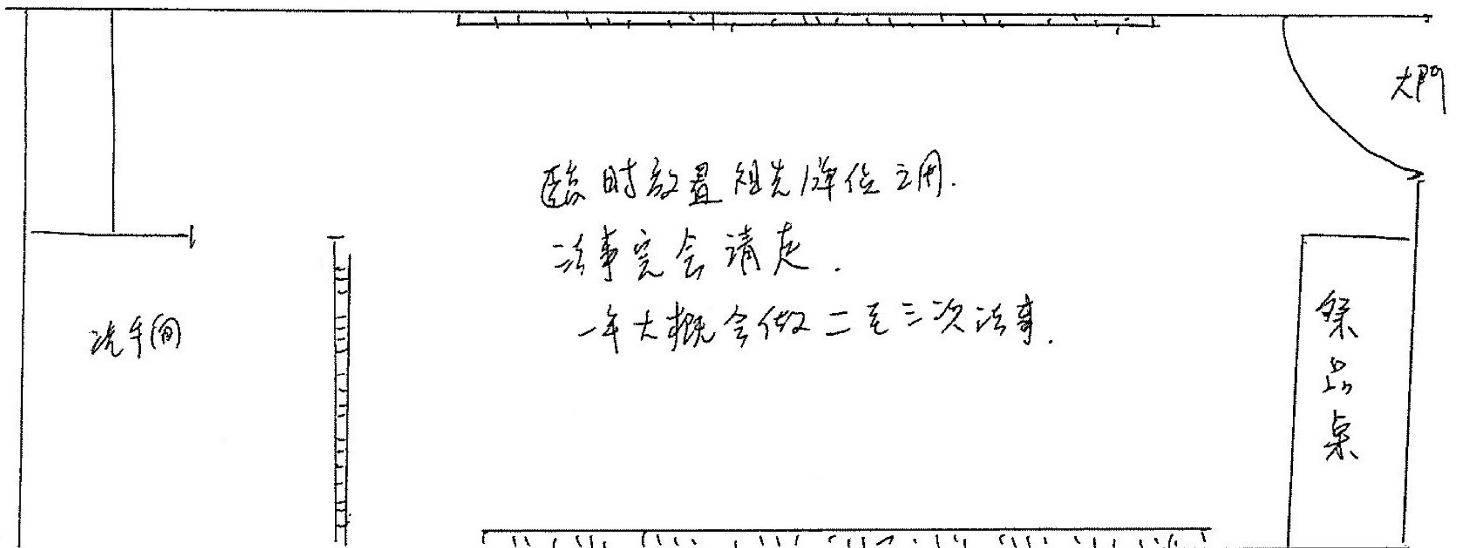 大門
临时放置祖先牌位之用.
法事完会请走.
一年大概会做二至三次法事.
洗手间
祭品桌